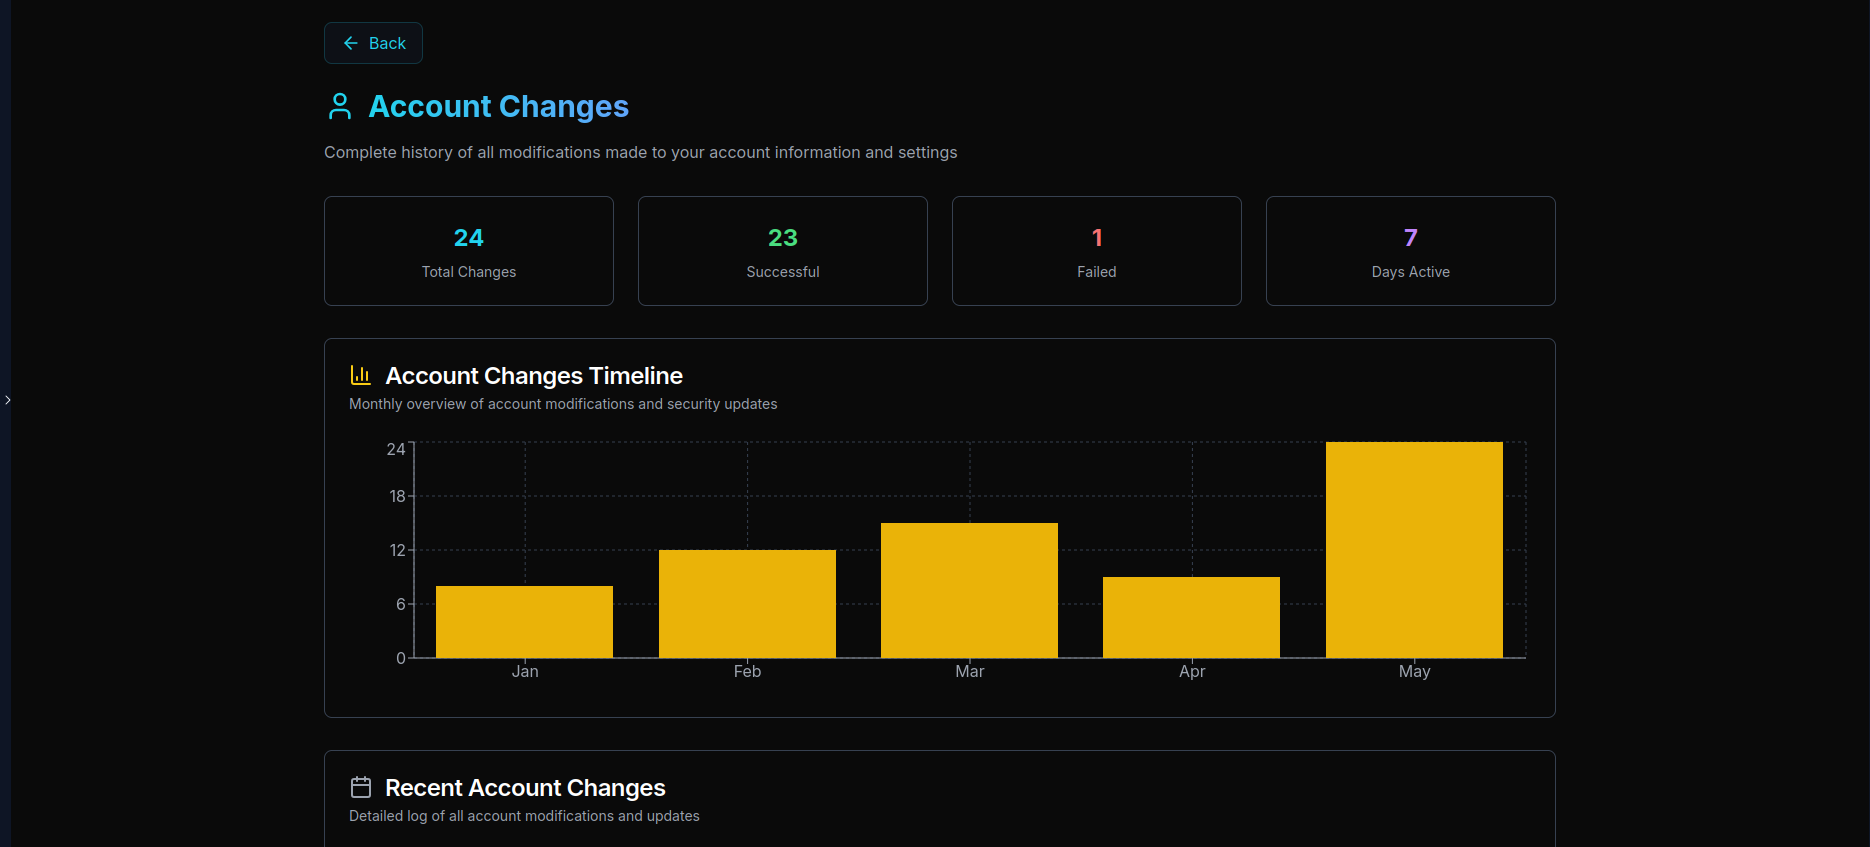 Back
Account Changes
Complete history of all modifications made to your account information and settings
24
Total Changes
23
Successful
1
Failed
7
Days Active
Account Changes Timeline
Monthly overview of account modifications and security updates
24
18
12
6
0
Jan
Feb
Mar
Apr
May
Recent Account Changes
Detailed log of all account modifications and updates